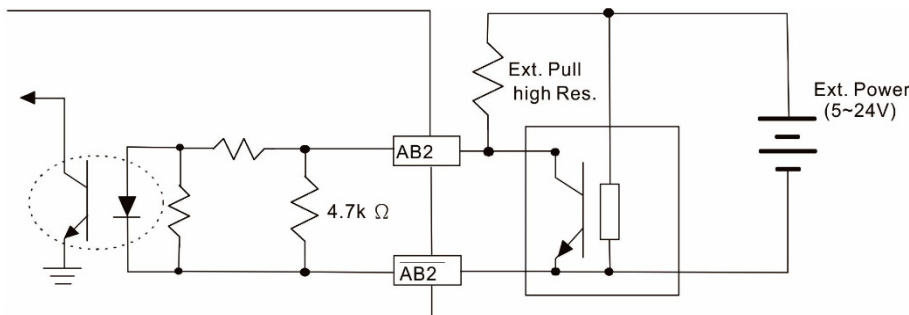 Ext. Pull
high Res.
Ext. Power
(5~24V)
AB2
4.7k Ω
AB2